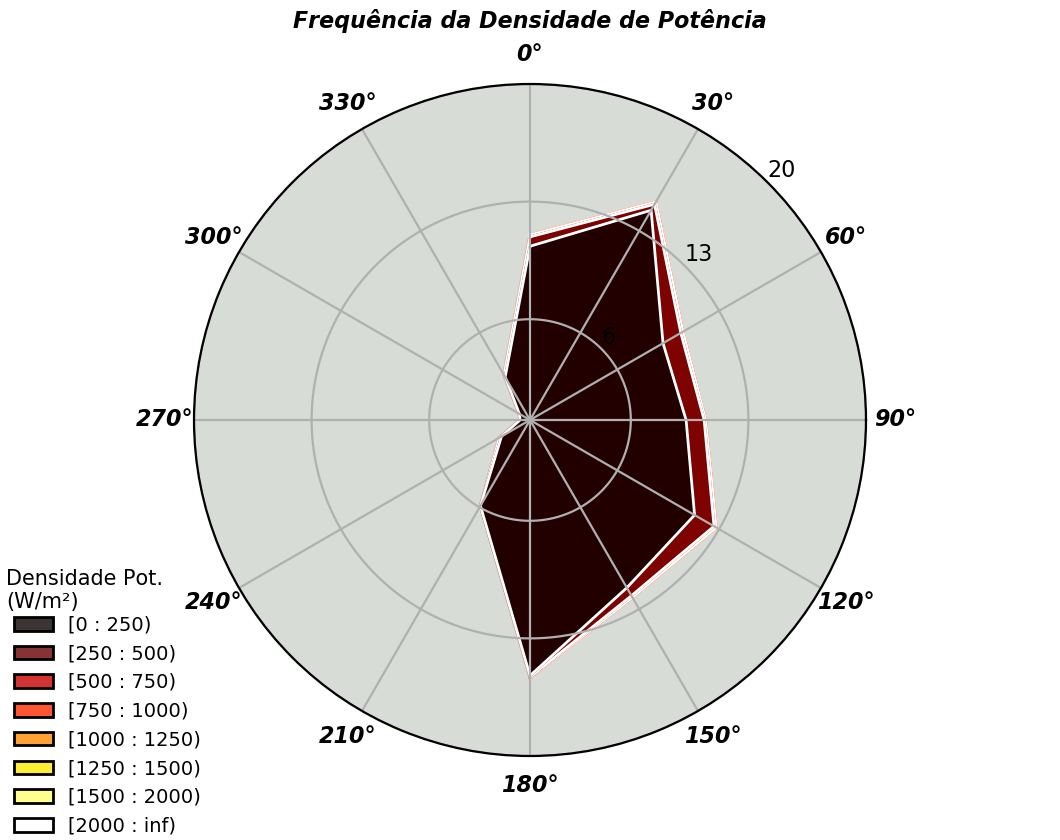 Frequência da Densidade de Potência
0°
330°
30°
20
300°
60°
13
6
270°
90°
240°
120°
210°
150°
180°
Densidade Pot.
(W/m²)
[0 : 250)
[250 : 500)
[500 : 750)
[750 : 1000)
[1000 : 1250)
[1250 : 1500)
[1500 : 2000)
[2000 : inf)